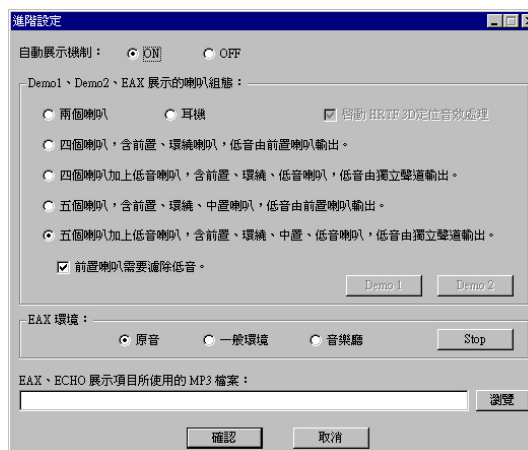 進階設定
自動展示機制： ON OFF
Demo1、Demo2、EAX 展示的喇叭組態：
兩個喇叭 耳機 啓動 HRTF 3D定位音效處理
四個喇叭，含前置、環繞喇叭，低音由前置喇叭輸出。
四個喇叭加上低音喇叭，含前置、環繞、低音喇叭，低音由獨立聲道輸出。
五個喇叭，含前置、環繞、中置喇叭，低音由前置喇叭輸出。
五個喇叭加上低音喇叭，含前置、環繞、中置、低音喇叭，低音由獨立聲道輸出。
前置喇叭需要濾除低音。
Demo 1 Demo 2
EAX 環境：
原音 一般環境 音樂廳 Stop
EAX、ECHO 展示項目所使用的 MP3 檔案：
瀏覽
確認 取消